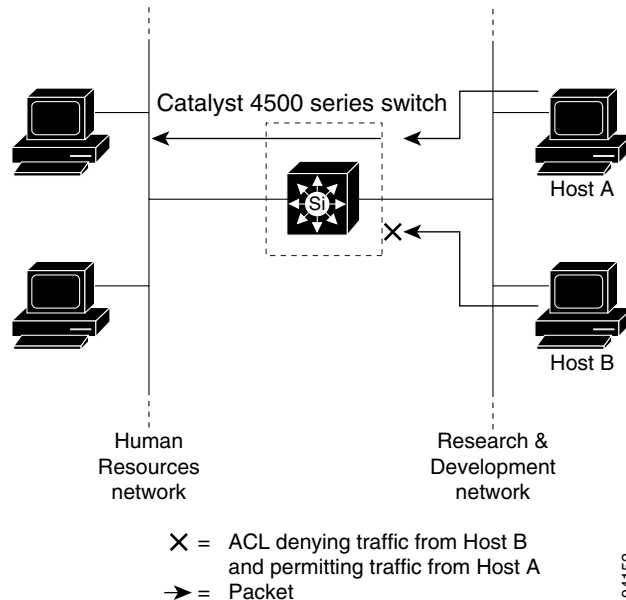 Catalyst 4500 series switch
Si
Host A
Host B
Human
Resources
network
Research &
Development
network
X = ACL denying traffic from Host B
and permitting traffic from Host A
→ = Packet